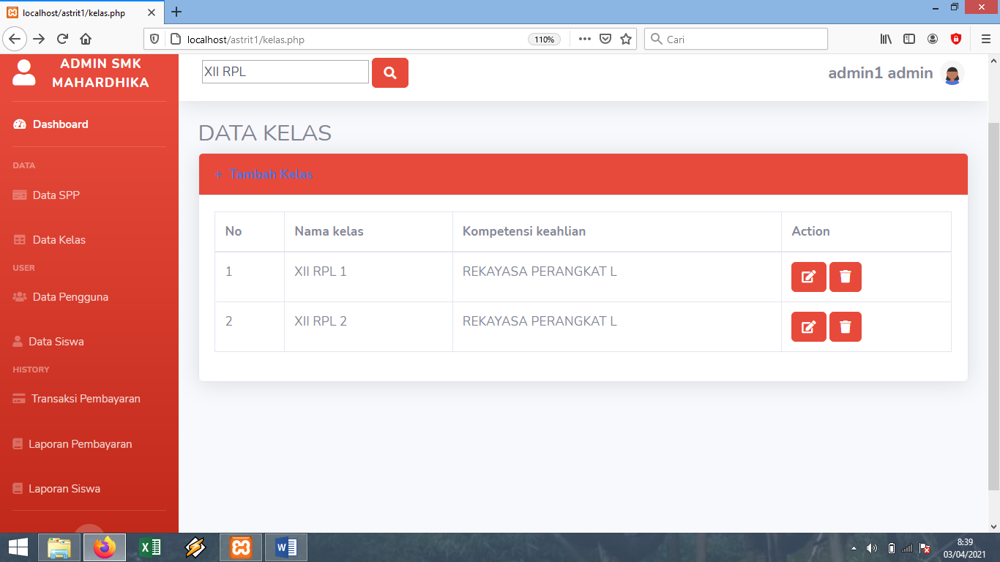 localhost/astrit1/kelas.php
localhost/astrit1/kelas.php
110%
Cari
ADMIN SMK
MAHARDHIKA
XII RPL
admin1 admin
Dashboard
DATA
Data SPP
Data Kelas
USER
Data Pengguna
Data Siswa
HISTORY
Transaksi Pembayaran
Laporan Pembayaran
Laporan Siswa
DATA KELAS
+ Tambah Kelas
No Nama kelas Kompetensi keahlian Action
1 XII RPL 1 REKAYASA PERANGKAT L
2 XII RPL 2 REKAYASA PERANGKAT L
8:39
03/04/2021